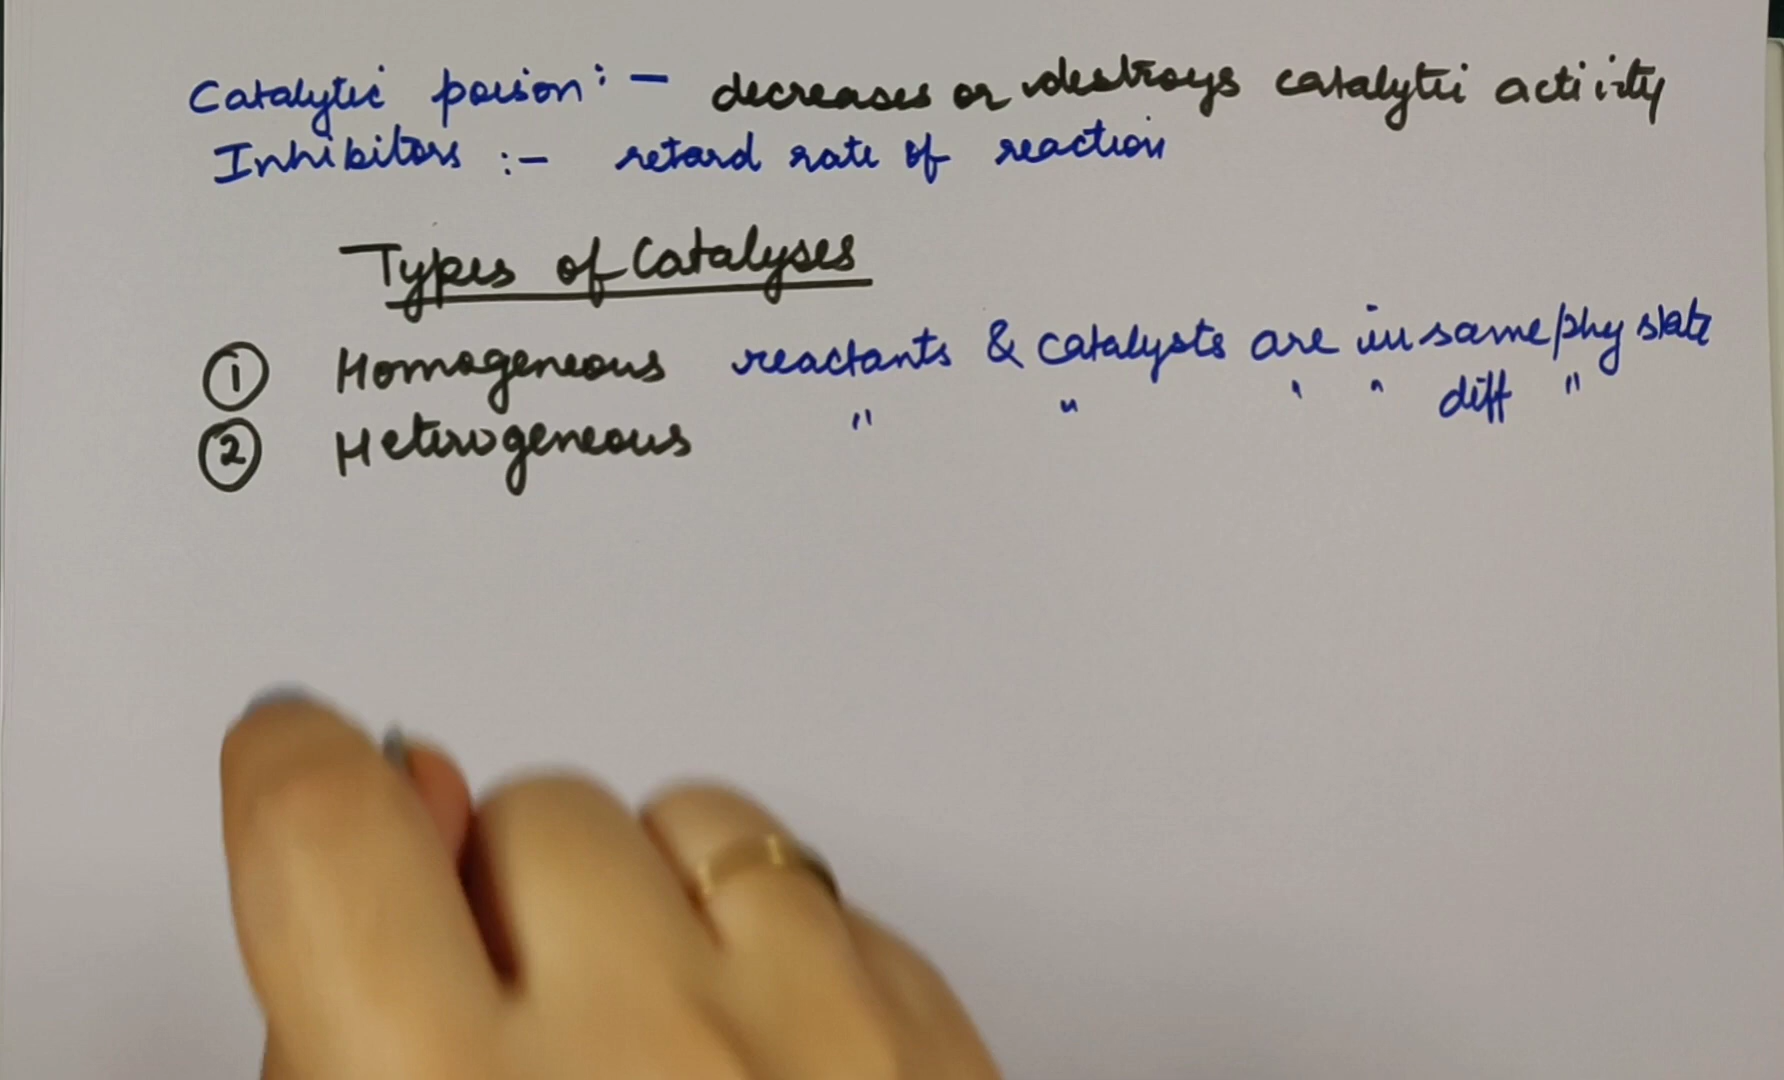 Catalytic poison :- decreases or destroys catalytic activity
Inhibitors :- retard rate of reaction
Types of Catalyses
① Homogeneous reactants & catalysts are in same phy state
② Heterogeneous " " " " diff "